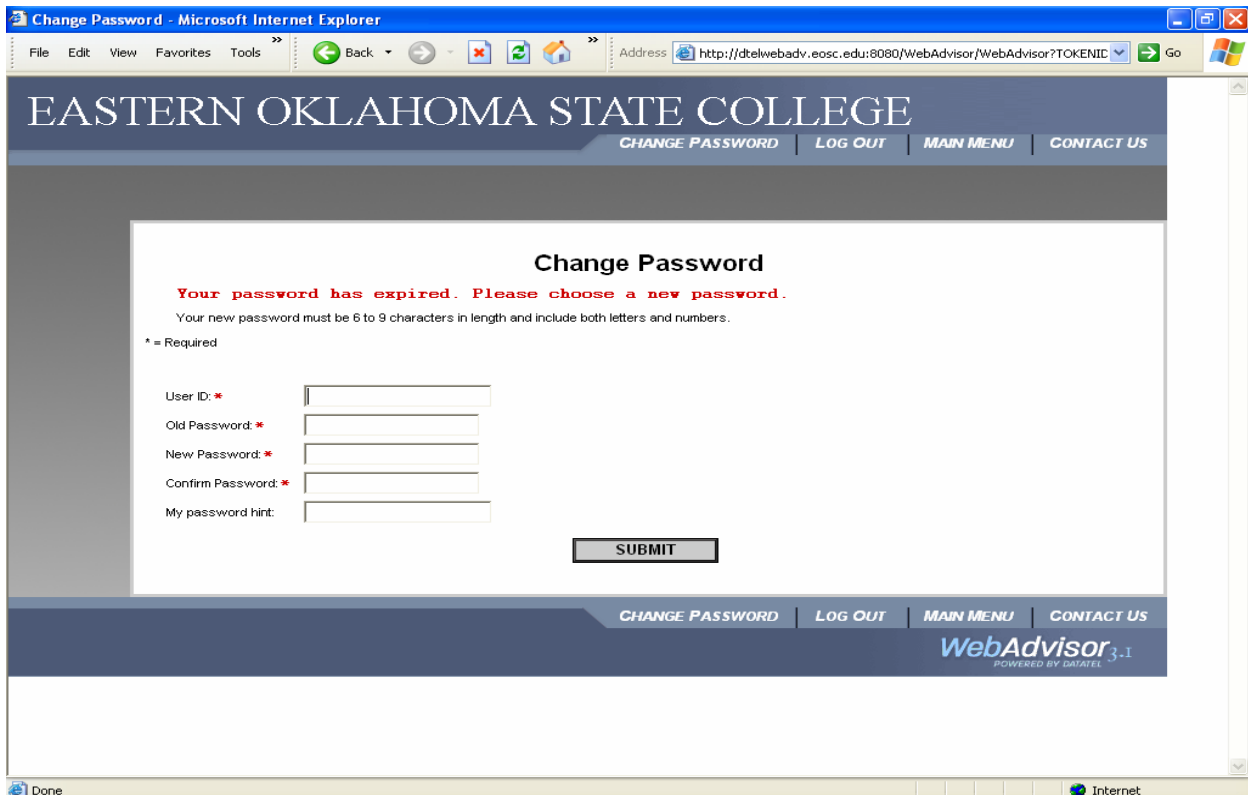 Change Password - Microsoft Internet Explorer
File Edit View Favorites Tools » Back » Address http://dtelwebadv.eosc.edu:8080/WebAdvisor/WebAdvisor?TOKENID Go
EASTERN OKLAHOMA STATE COLLEGE
CHANGE PASSWORD LOG OUT MAIN MENU CONTACT US
Change Password
Your password has expired. Please choose a new password.
Your new password must be 6 to 9 characters in length and include both letters and numbers.
* = Required
User ID: *
Old Password: *
New Password: *
Confirm Password: *
My password hint:
SUBMIT
CHANGE PASSWORD LOG OUT MAIN MENU CONTACT US
WebAdvisor 3.1
POWERED BY DATATEL
Done Internet